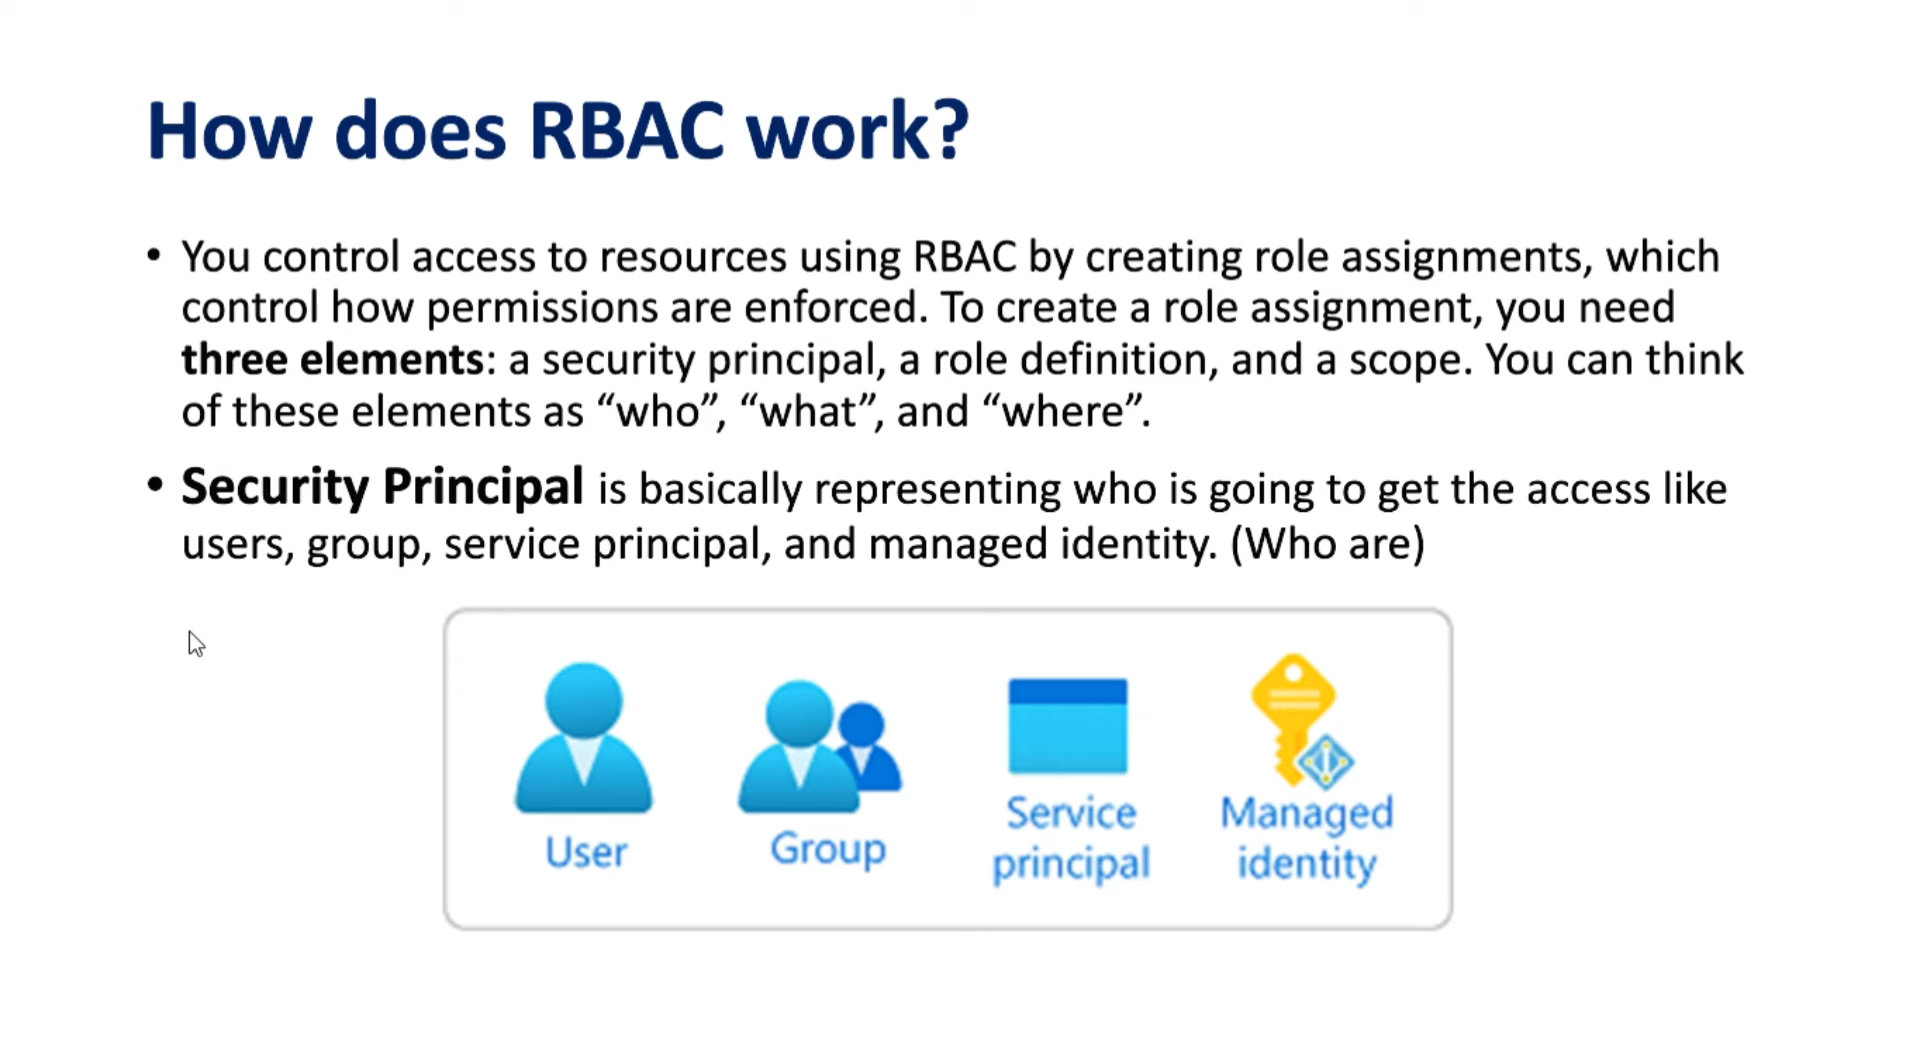 How does RBAC work?
• You control access to resources using RBAC by creating role assignments, which
control how permissions are enforced. To create a role assignment, you need
three elements: a security principal, a role definition, and a scope. You can think
of these elements as “who”, “what”, and “where”.
• Security Principal is basically representing who is going to get the access like
users, group, service principal, and managed identity. (Who are)
User
Group
Service
principal
Managed
identity